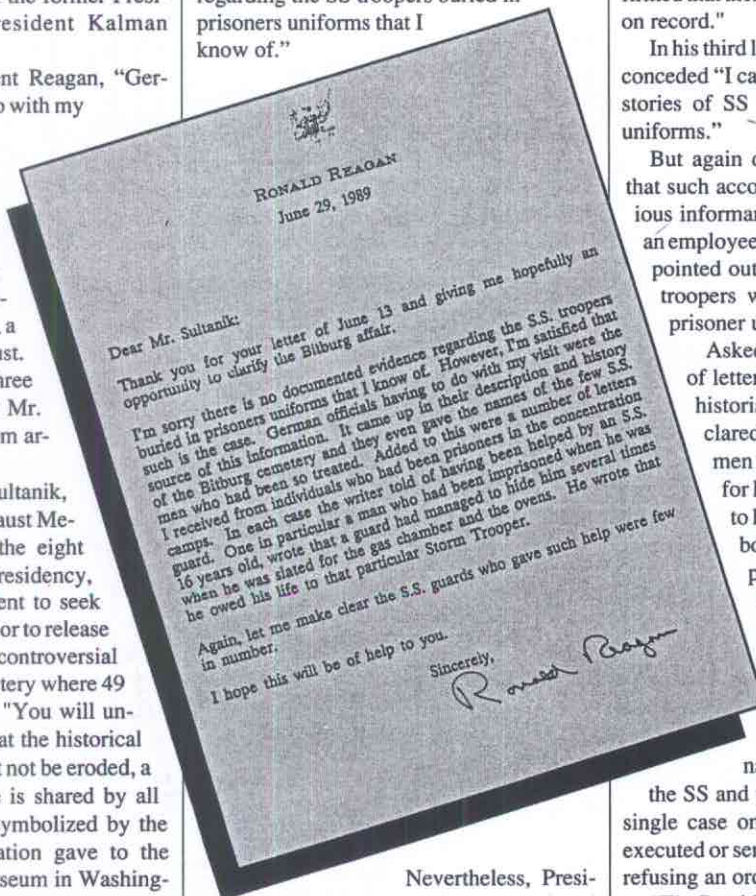 the former Presi-
resident Kalman
nt Reagan, “Ger-
o with my
a
ust.
hree
Mr.
m ar-
ultanik,
aust Me-
the eight
residency,
ent to seek
or to release
controversial
tery where 49
"You will un-
at the historical
t not be eroded, a
e is shared by all
ymbolized by the
ation gave to the
seum in Washing-
regarding the SS troopers buried in
prisoners uniforms that I
know of.”
RONALD REAGAN
June 29, 1989
Dear Mr. Sultanik:
Thank you for your letter of June 13 and giving me hopefully an
opportunity to clarify the Bitburg affair.
I'm sorry there is no documented evidence regarding the S.S. troopers
buried in prisoners uniforms that I know of. However, I'm satisfied that
such is the case. German officials having to do with my visit were the
source of this information. It came up in their description and history
of the Bitburg cemetery and they even gave the names of the few S.S.
men who had been so treated. Added to this were a number of letters
I received from individuals who had been prisoners in the concentration
camps. In each case the writer told of having been helped by an S.S.
guard. One in particular a man who had been imprisoned when he was
16 years old, wrote that a guard had managed to hide him several times
when he was slated for the gas chamber and the ovens. He wrote that
he owed his life to that particular Storm Trooper.
Again, let me make clear the S.S. guards who gave such help were few
in number.
I hope this will be of help to you.
Sincerely,
Ronald Reagan
Nevertheless, Presi-
on record."
In his third l
conceded “I ca
stories of SS
uniforms.”
But again
that such acco
ious informa
an employee
pointed out
troopers w
prisoner u
Asked
of letter
histori
clared
men
for
to
bo
p
na
the SS and
single case on
executed or ser
refusing an or